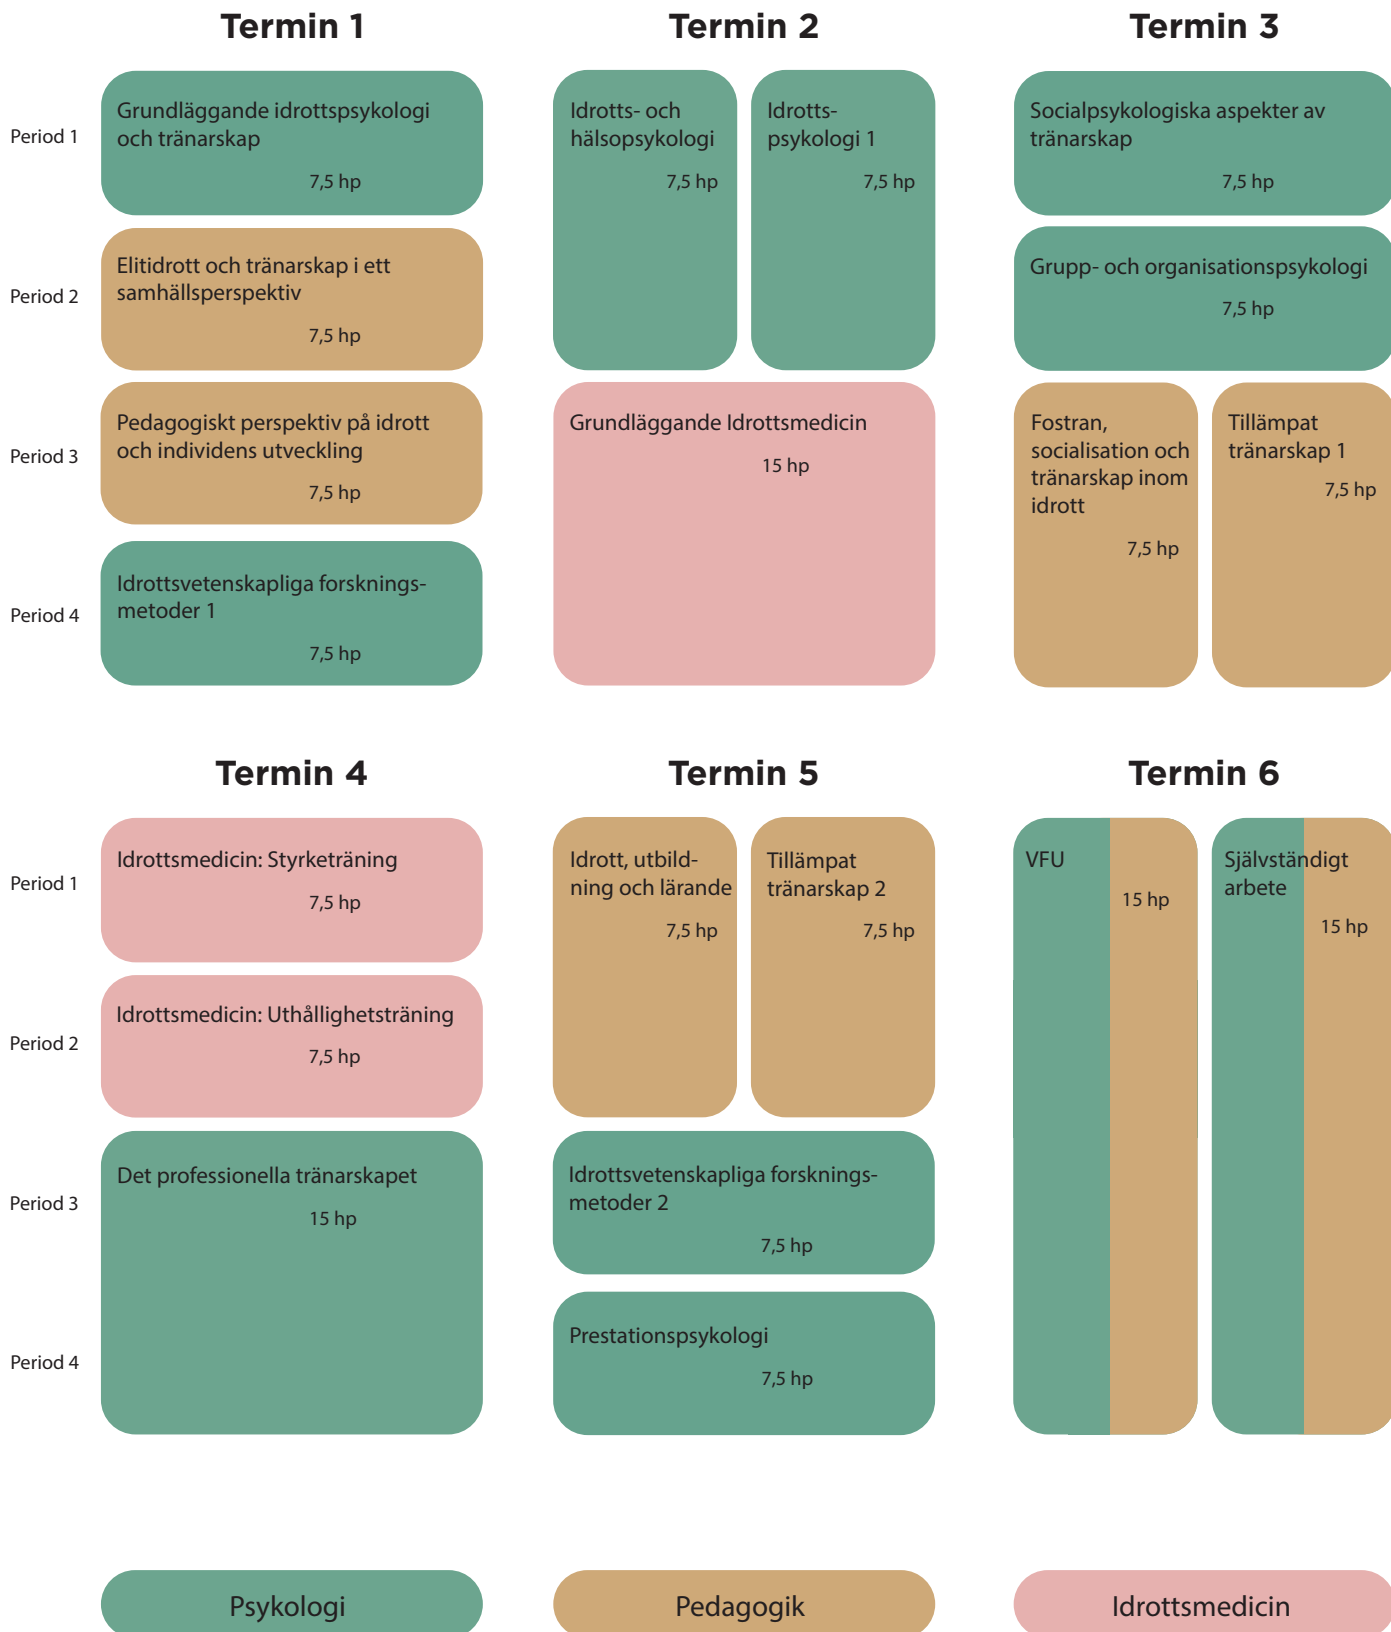 Termin 1
Termin 2
Termin 3
Period 1
Grundläggande idrottspsykologi
och tränarskap
7,5 hp
Idrotts- och
hälsopsykologi
7,5 hp
Idrotts-
psykologi 1
7,5 hp
Socialpsykologiska aspekter av
tränarskap
7,5 hp
Period 2
Elitidrott och tränarskap i ett
samhällsperspektiv
7,5 hp
Grupp- och organisationspsykologi
7,5 hp
Period 3
Pedagogiskt perspektiv på idrott
och individens utveckling
7,5 hp
Grundläggande Idrottsmedicin
15 hp
Fostran,
socialisation och
tränarskap inom
idrott
7,5 hp
Tillämpat
tränarskap 1
7,5 hp
Period 4
Idrottsvetenskapliga forsknings-
metoder 1
7,5 hp
Termin 4
Termin 5
Termin 6
Period 1
Idrottsmedicin: Styrketräning
7,5 hp
Idrott, utbild-
ning och lärande
7,5 hp
Tillämpat
tränarskap 2
7,5 hp
VFU
15 hp
Självständigt
arbete
15 hp
Period 2
Idrottsmedicin: Uthållighetsträning
7,5 hp
Period 3
Det professionella tränarskapet
15 hp
Idrottsvetenskapliga forsknings-
metoder 2
7,5 hp
Period 4
Prestationspsykologi
7,5 hp
Psykologi
Pedagogik
Idrottsmedicin